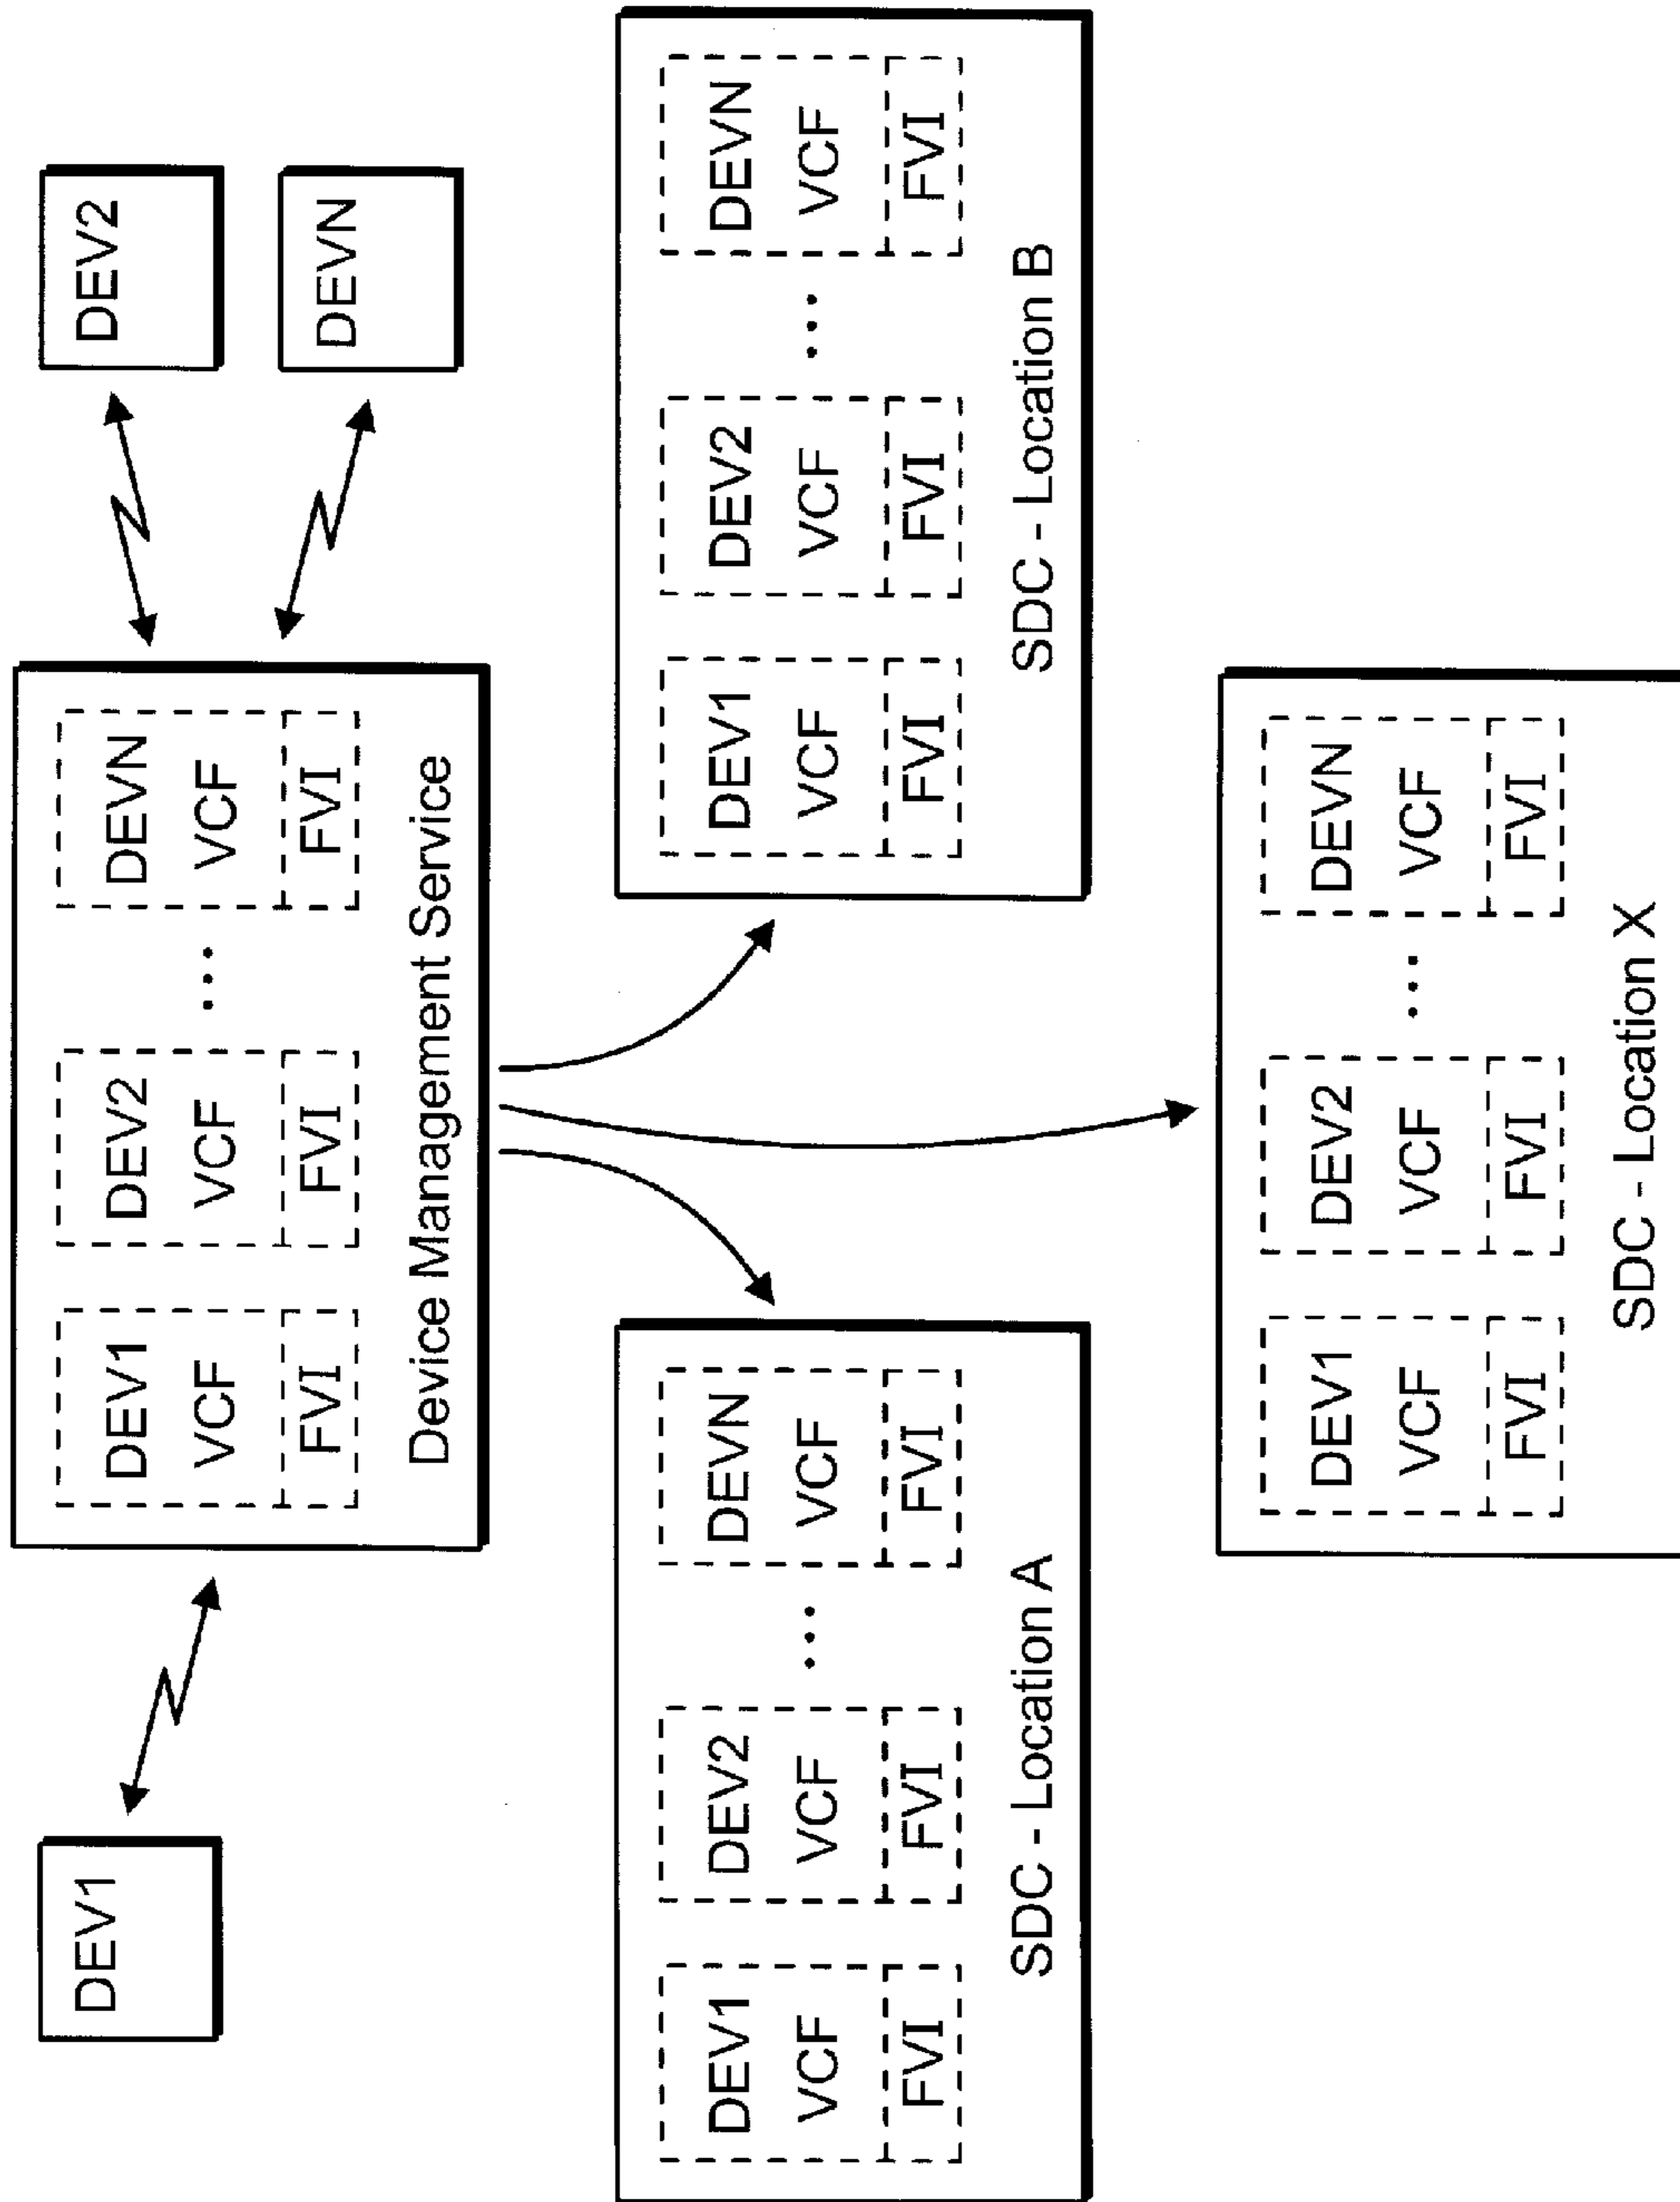 DEV1
DEV2
DEVN
DEV1 DEV2 ... DEVN
VCF VCF VCF
FVI FVI FVI
Device Management Service
DEV1 DEV2 ... DEVN
VCF VCF VCF
FVI FVI FVI
SDC - Location A
DEV1 DEV2 ... DEVN
VCF VCF VCF
FVI FVI FVI
SDC - Location B
DEV1 DEV2 ... DEVN
VCF VCF VCF
FVI FVI FVI
SDC - Location X